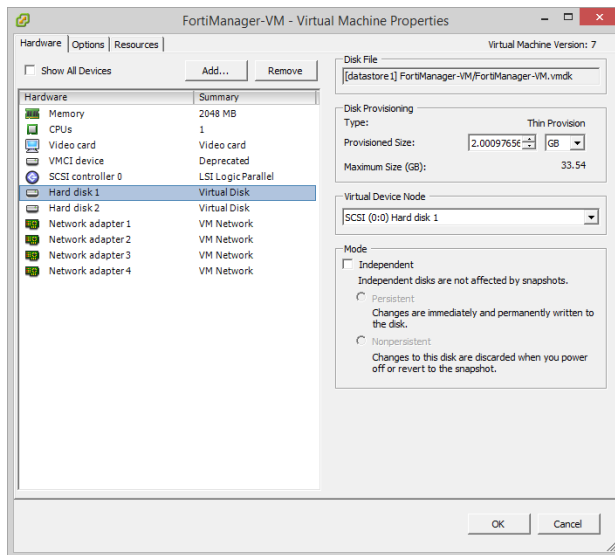 FortiManager-VM - Virtual Machine Properties
Hardware Options Resources
Virtual Machine Version: 7
Show All Devices
Add...
Remove
Hardware Summary
Memory 2048 MB
CPUs 1
Video card Video card
VMCI device Deprecated
SCSI controller 0 LSI Logic Parallel
Hard disk 1 Virtual Disk
Hard disk 2 Virtual Disk
Network adapter 1 VM Network
Network adapter 2 VM Network
Network adapter 3 VM Network
Network adapter 4 VM Network
Disk File
[datastore1] FortiManager-VM/FortiManager-VM.vmdk
Disk Provisioning
Type: Thin Provision
Provisioned Size: 2.00097656 GB
Maximum Size (GB): 33.54
Virtual Device Node
SCSI (0:0) Hard disk 1
Mode
Independent
Independent disks are not affected by snapshots.
Persistent
Changes are immediately and permanently written to
the disk.
Nonpersistent
Changes to this disk are discarded when you power
off or revert to the snapshot.
OK
Cancel